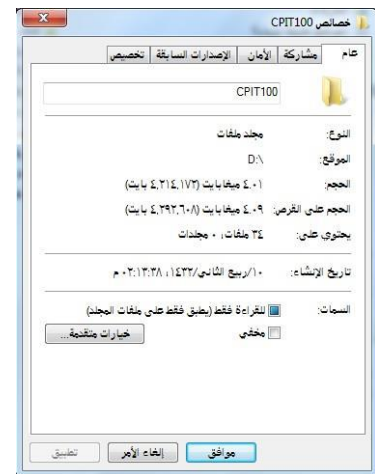 خصائص CPIT100
عام مشاركة الأمان الإصدارات السابقة تخصيص
CPIT100
النوع: مجلد ملفات
الموقع: D:\
الحجم: ٤.٠١ ميغابايت (٤,٢١٤,١٧٢ بايت)
الحجم على القرص: ٤.٠٩ ميغابايت (٤,٢٩٢,٦٠٨ بايت)
يحتوي على: ٣٤ ملفات، ٠ مجلدات
تاريخ الإنشاء: ١٠/ربيع الثاني/١٤٣٢، ٠٢:١٣:٣٨ م
السمات: للقراءة فقط (يطبق فقط على ملفات المجلد)
مخفي خيارات متقدمة...
موافق إلغاء الأمر تطبيق